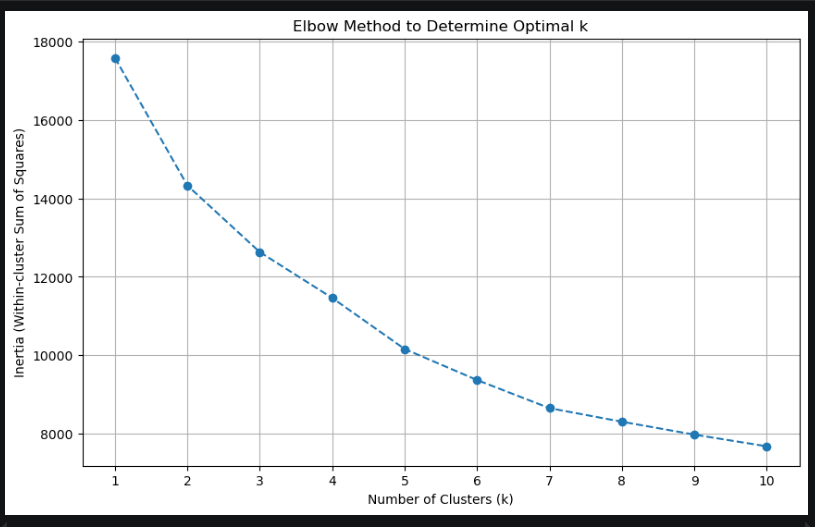 Elbow Method to Determine Optimal k
Inertia (Within-cluster Sum of Squares)
18000
16000
14000
12000
10000
8000
1 2 3 4 5 6 7 8 9 10
Number of Clusters (k)